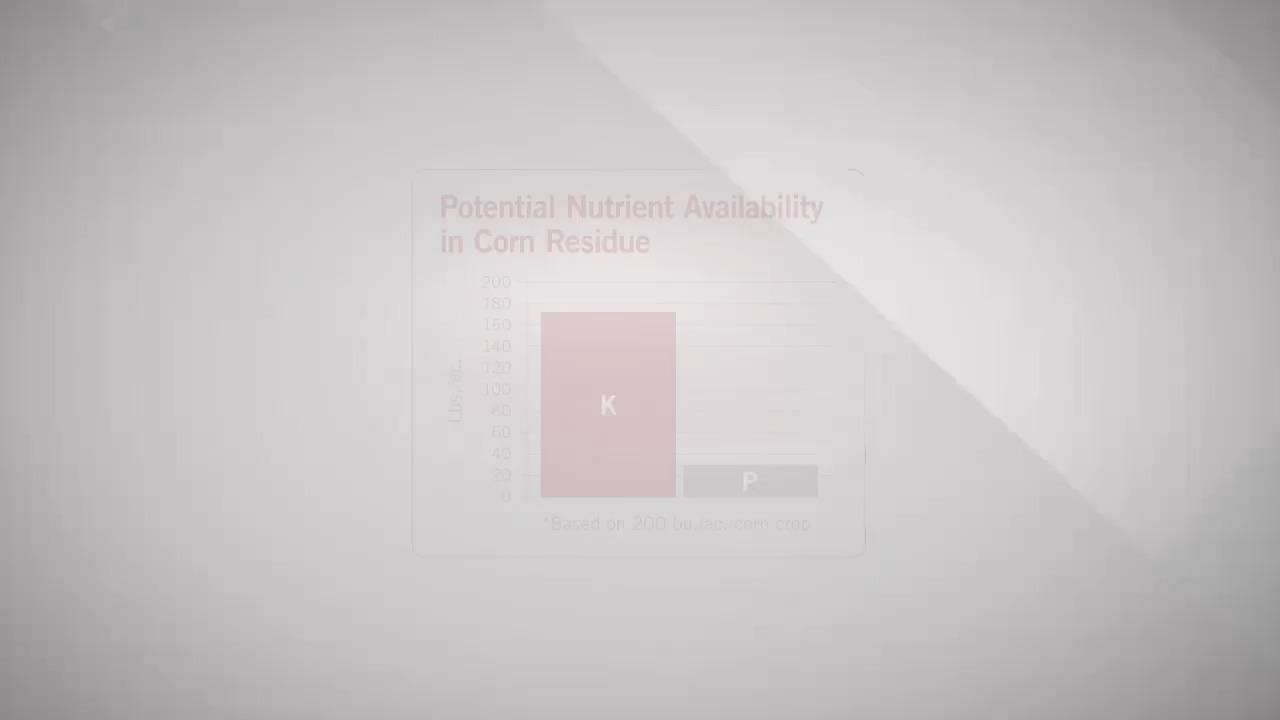 Potential Nutrient Availability
in Corn Residue
200
180
160
140
120
100
80
60
40
20
0
Lbs./ac.
K
P
*Based on 200 bu./ac. corn crop